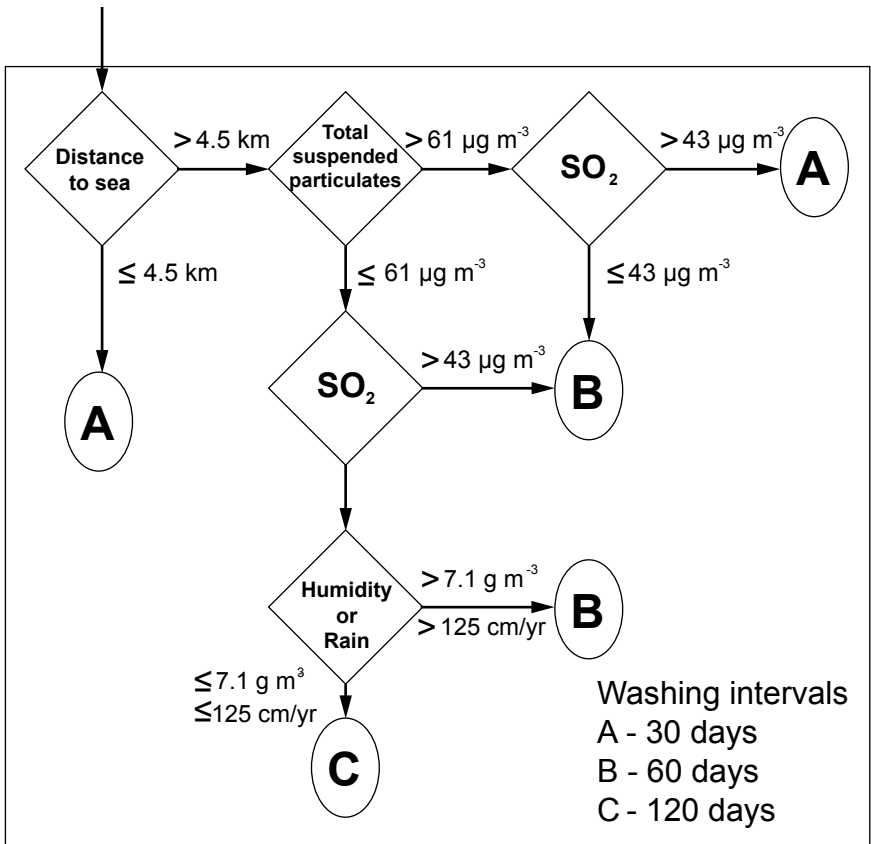 Distance
to sea
> 4.5 km
Total
suspended
particulates
> 61 µg m-3
SO2
> 43 µg m-3
A
≤ 4.5 km
≤ 61 µg m-3
≤43 µg m-3
A
SO2
>43 µg m-3
B
Humidity
or
Rain
> 7.1 g m-3
> 125 cm/yr
B
≤7.1 g m3
≤125 cm/yr
C
Washing intervals
A - 30 days
B - 60 days
C - 120 days